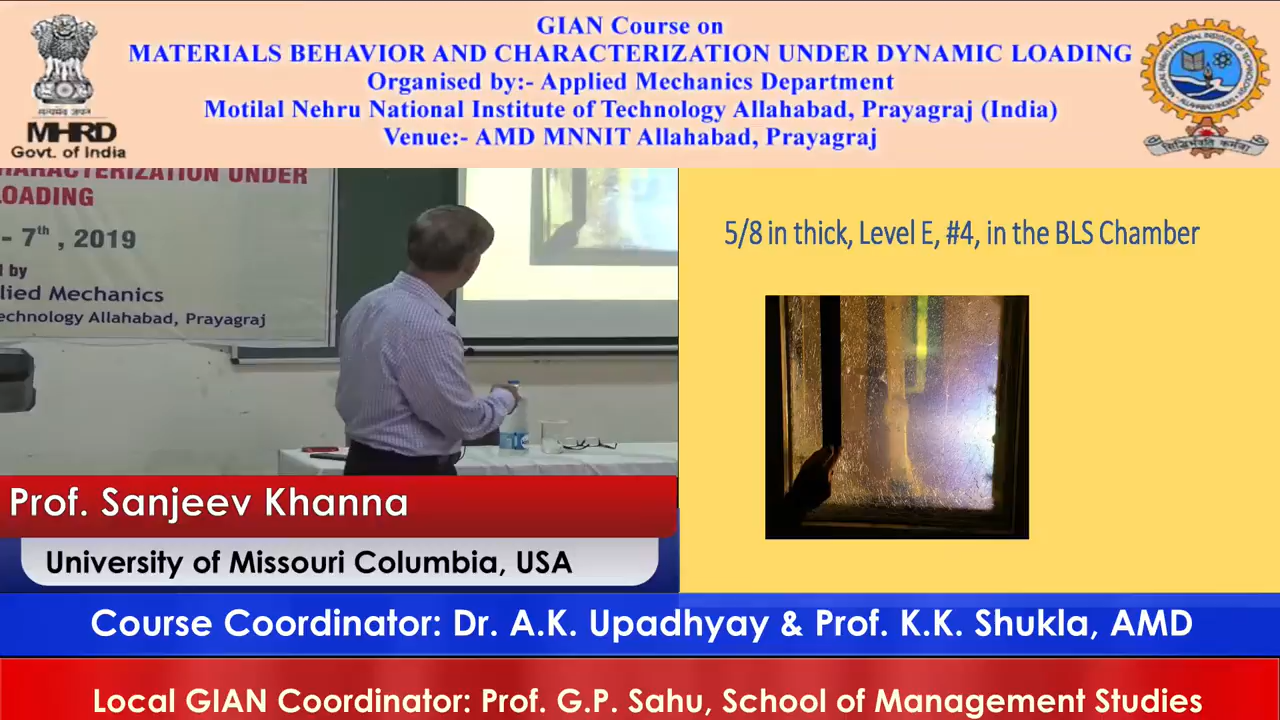 GIAN Course on
MATERIALS BEHAVIOR AND CHARACTERIZATION UNDER DYNAMIC LOADING
Organised by:- Applied Mechanics Department
Motilal Nehru National Institute of Technology Allahabad, Prayagraj (India)
Venue:- AMD MNNIT Allahabad, Prayagraj
सत्यमेव जयते
MHRD
Govt. of India
CHARACTERIZATION UNDER
LOADING
- 7th , 2019
d by
lied Mechanics
echnology Allahabad, Prayagraj
5/8 in thick, Level E, #4, in the BLS Chamber
Prof. Sanjeev Khanna
University of Missouri Columbia, USA
Course Coordinator: Dr. A.K. Upadhyay & Prof. K.K. Shukla, AMD
Local GIAN Coordinator: Prof. G.P. Sahu, School of Management Studies